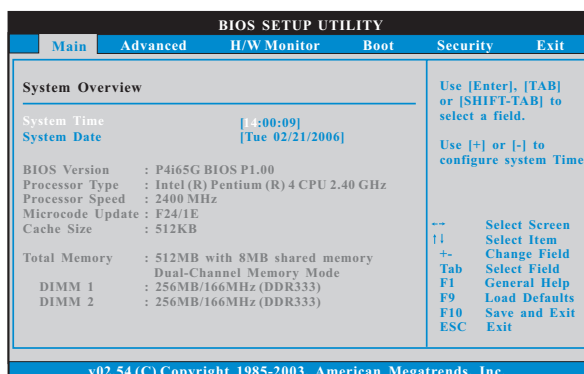 BIOS SETUP UTILITY
Main Advanced H/W Monitor Boot Security Exit
System Overview
System Time [14:00:09]
System Date [Tue 02/21/2006]
BIOS Version : P4i65G BIOS P1.00
Processor Type : Intel (R) Pentium (R) 4 CPU 2.40 GHz
Processor Speed : 2400 MHz
Microcode Update : F24/1E
Cache Size : 512KB
Total Memory : 512MB with 8MB shared memory
Dual-Channel Memory Mode
DIMM 1 : 256MB/166MHz (DDR333)
DIMM 2 : 256MB/166MHz (DDR333)
Use [Enter], [TAB]
or [SHIFT-TAB] to
select a field.
Use [+] or [-] to
configure system Time
←→ Select Screen
↑↓ Select Item
+- Change Field
Tab Select Field
F1 General Help
F9 Load Defaults
F10 Save and Exit
ESC Exit
v02.54 (C) Copyright 1985-2003, American Megatrends, Inc.